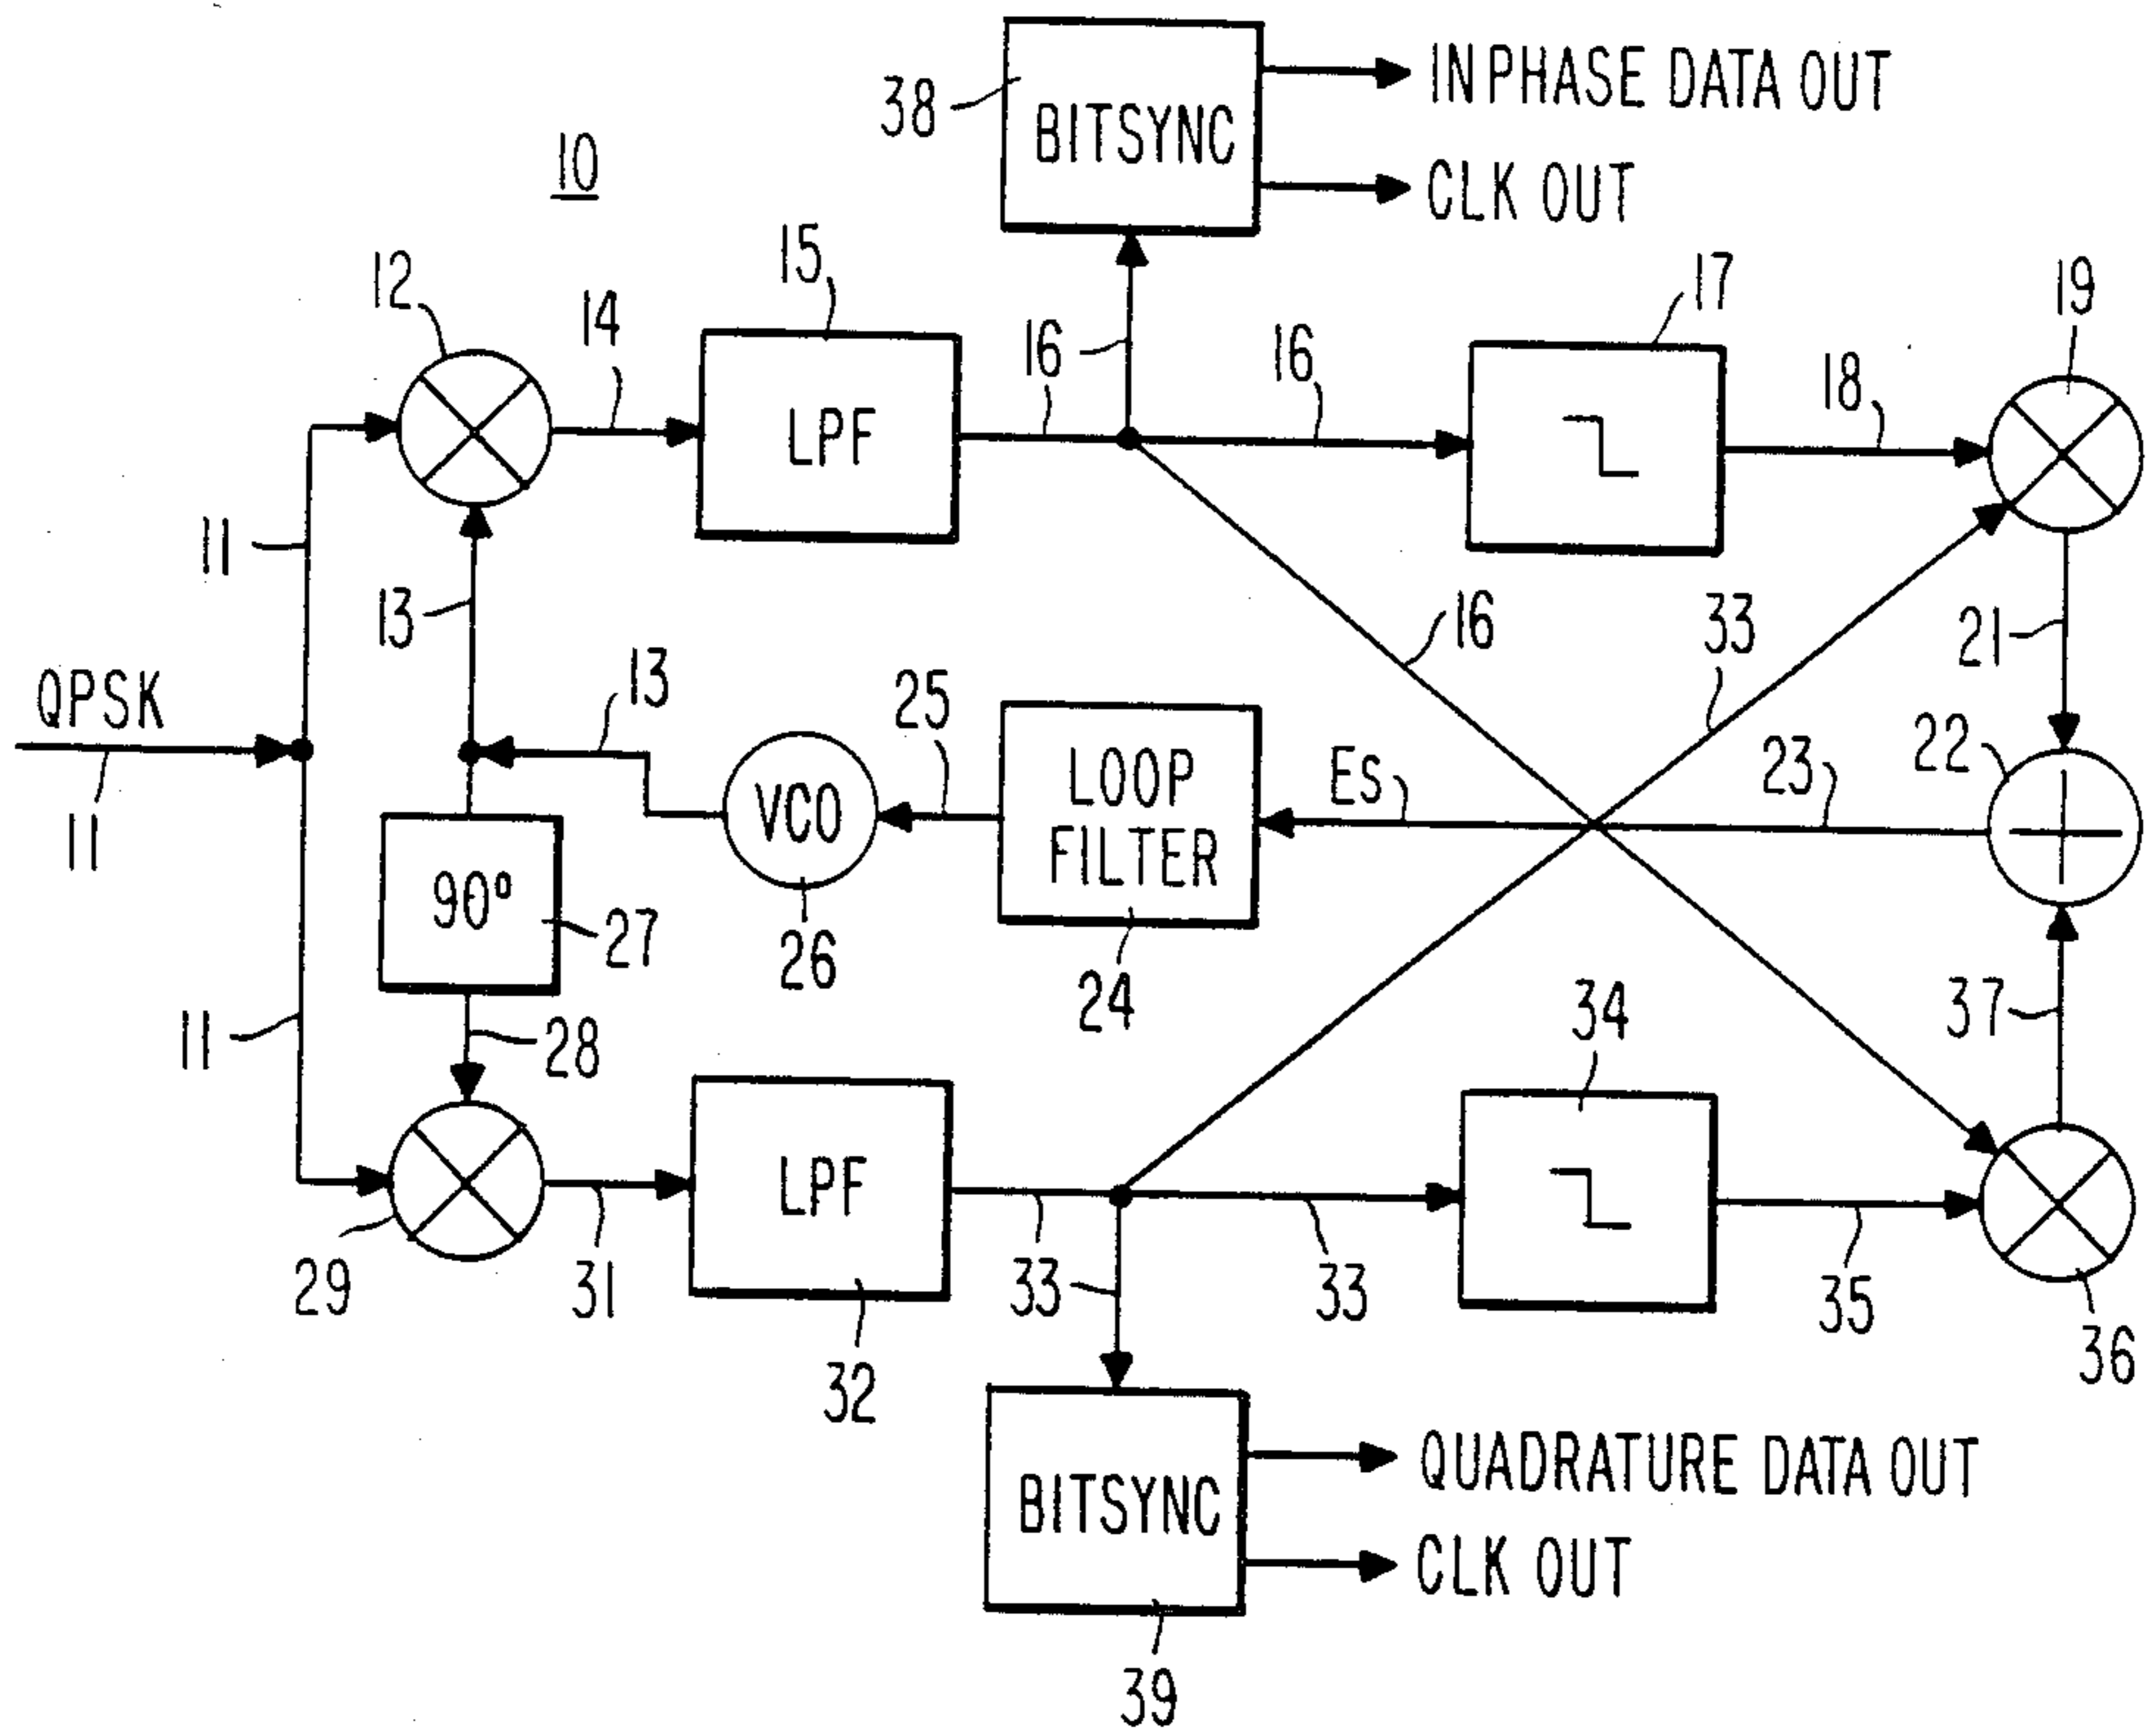 INPHASE DATA OUT
38
BITSYNC
10
CLK OUT
12
14
15
16
16
17
18
19
LPF
11
13
16
33
21
QPSK
13
25
LOOP
FILTER
Es
23
22
VCO
11
90°
27
26
24
11
28
34
37
LPF
29
31
32
33
33
35
36
BITSYNC
QUADRATURE DATA OUT
CLK OUT
39